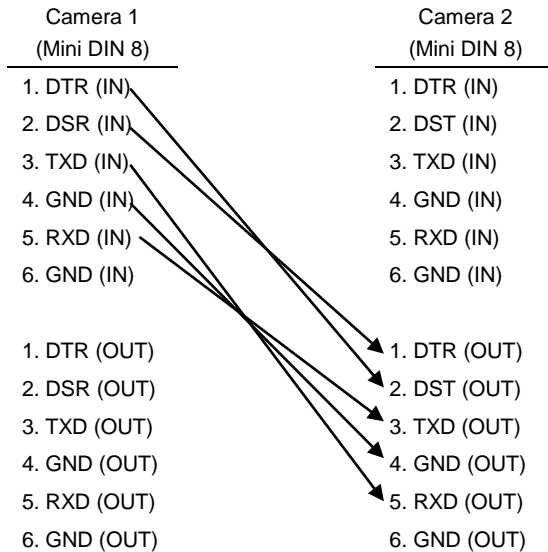 Camera 1
(Mini DIN 8)
1. DTR (IN)
2. DSR (IN)
3. TXD (IN)
4. GND (IN)
5. RXD (IN)
6. GND (IN)
1. DTR (OUT)
2. DSR (OUT)
3. TXD (OUT)
4. GND (OUT)
5. RXD (OUT)
6. GND (OUT)
Camera 2
(Mini DIN 8)
1. DTR (IN)
2. DST (IN)
3. TXD (IN)
4. GND (IN)
5. RXD (IN)
6. GND (IN)
1. DTR (OUT)
2. DST (OUT)
3. TXD (OUT)
4. GND (OUT)
5. RXD (OUT)
6. GND (OUT)